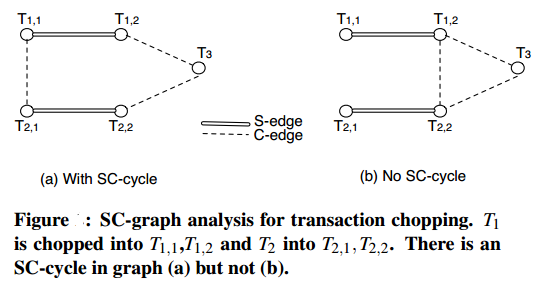 T1,1 T1,2 T1,1 T1,2
T3 T3
T2,1 T2,2 T2,1 T2,2
S-edge
C-edge
(a) With SC-cycle (b) No SC-cycle
Figure : SC-graph analysis for transaction chopping. T1
is chopped into T1,1,T1,2 and T2 into T2,1,T2,2. There is an
SC-cycle in graph (a) but not (b).